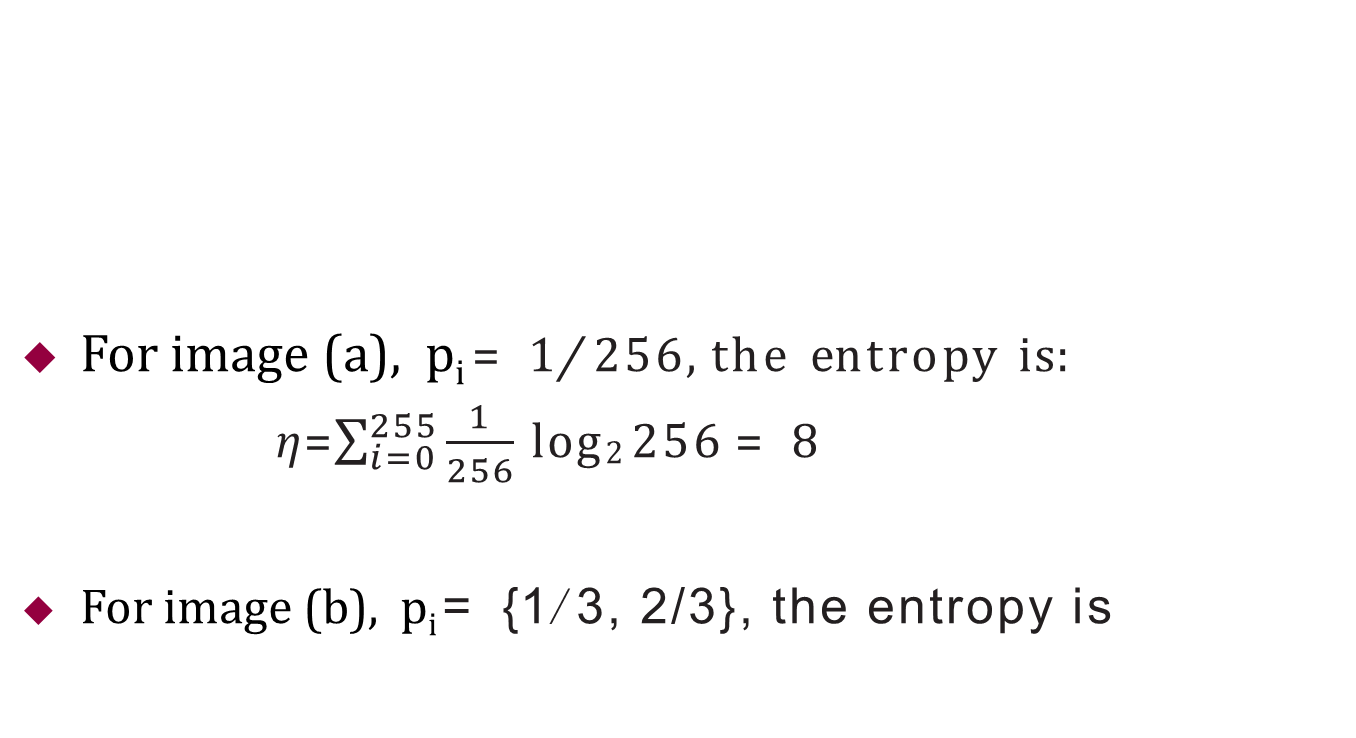 ◆ For image (a), pᵢ= 1/256, the entropy is:
η=∑²⁵⁵ᵢ₌₀ 1/256 log₂ 256 = 8
◆ For image (b), pᵢ= {1/3, 2/3}, the entropy is